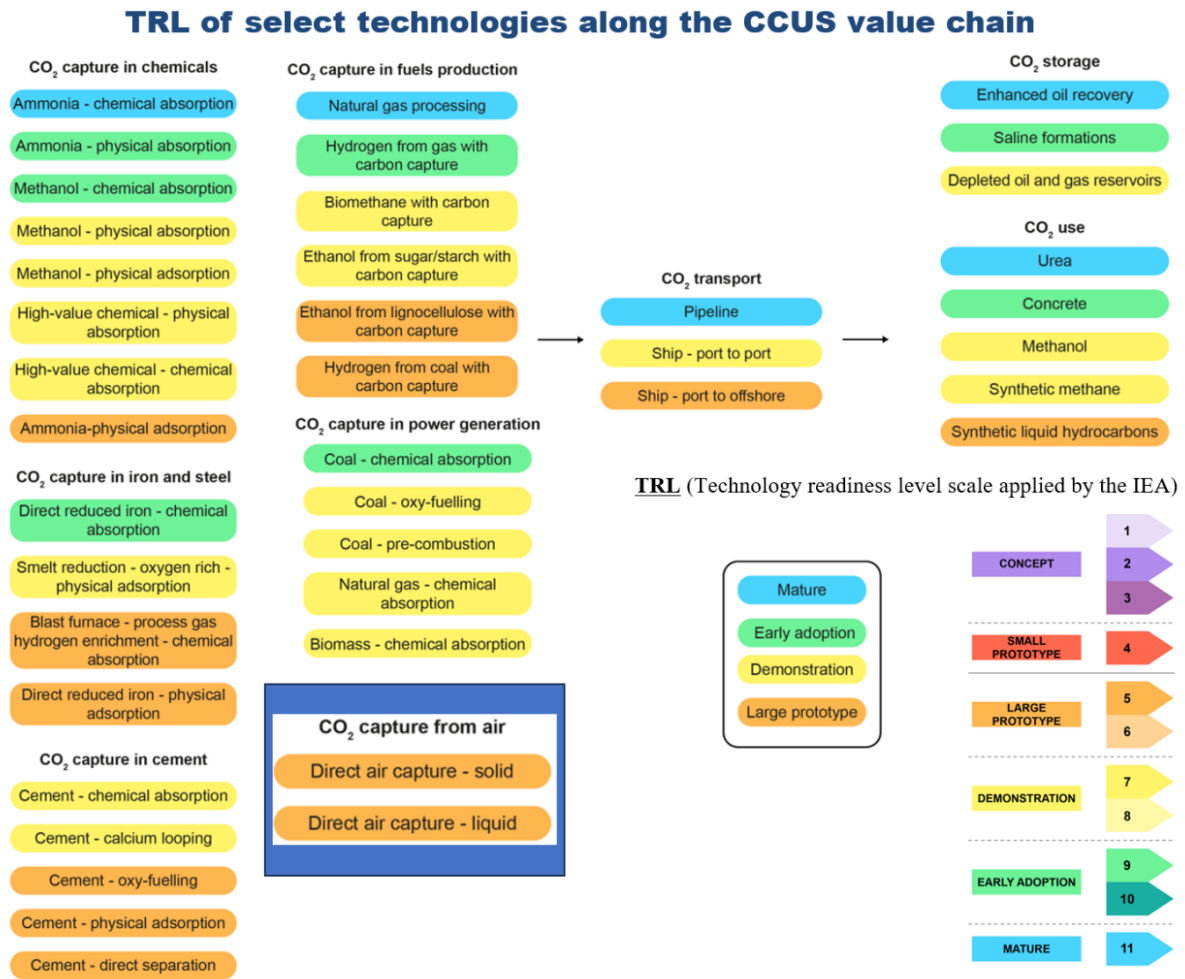 TRL of select technologies along the CCUS value chain
CO₂ capture in chemicals
Ammonia - chemical absorption
Ammonia - physical absorption
Methanol - chemical absorption
Methanol - physical absorption
Methanol - physical adsorption
High-value chemical - physical
absorption
High-value chemical - chemical
absorption
Ammonia-physical adsorption
CO₂ capture in iron and steel
Direct reduced iron - chemical
absorption
Smelt reduction - oxygen rich -
physical adsorption
Blast furnace - process gas
hydrogen enrichment - chemical
absorption
Direct reduced iron - physical
adsorption
CO₂ capture in cement
Cement - chemical absorption
Cement - calcium looping
Cement - oxy-fuelling
Cement - physical adsorption
Cement - direct separation
CO₂ capture in fuels production
Natural gas processing
Hydrogen from gas with
carbon capture
Biomethane with carbon
capture
Ethanol from sugar/starch with
carbon capture
Ethanol from lignocellulose with
carbon capture
Hydrogen from coal with
carbon capture
CO₂ capture in power generation
Coal - chemical absorption
Coal - oxy-fuelling
Coal - pre-combustion
Natural gas - chemical
absorption
Biomass - chemical absorption
CO₂ capture from air
Direct air capture - solid
Direct air capture - liquid
CO₂ transport
Pipeline
Ship - port to port
Ship - port to offshore
CO₂ storage
Enhanced oil recovery
Saline formations
Depleted oil and gas reservoirs
CO₂ use
Urea
Concrete
Methanol
Synthetic methane
Synthetic liquid hydrocarbons
TRL (Technology readiness level scale applied by the IEA)
Mature
Early adoption
Demonstration
Large prototype
CONCEPT
1
2
3
SMALL
PROTOTYPE
4
LARGE
PROTOTYPE
5
6
DEMONSTRATION
7
8
EARLY ADOPTION
9
10
MATURE
11